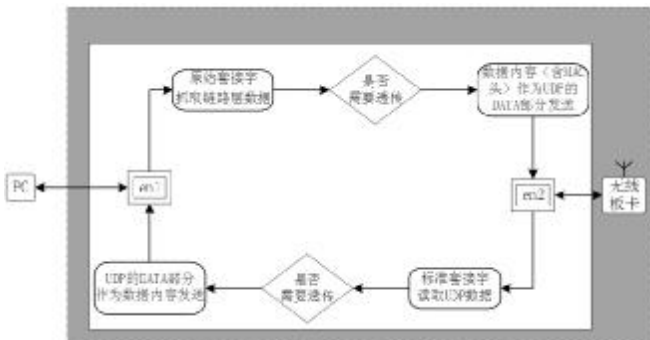 原始套接字
抓取链路层数据
是否
需要透传
数据内容（含MAC
头）作为UDP的
DATA部分发送
PC
en1
en2
无线
板卡
UDP的DATA部分
作为数据内容发送
是否
需要透传
标准套接字
读取UDP数据